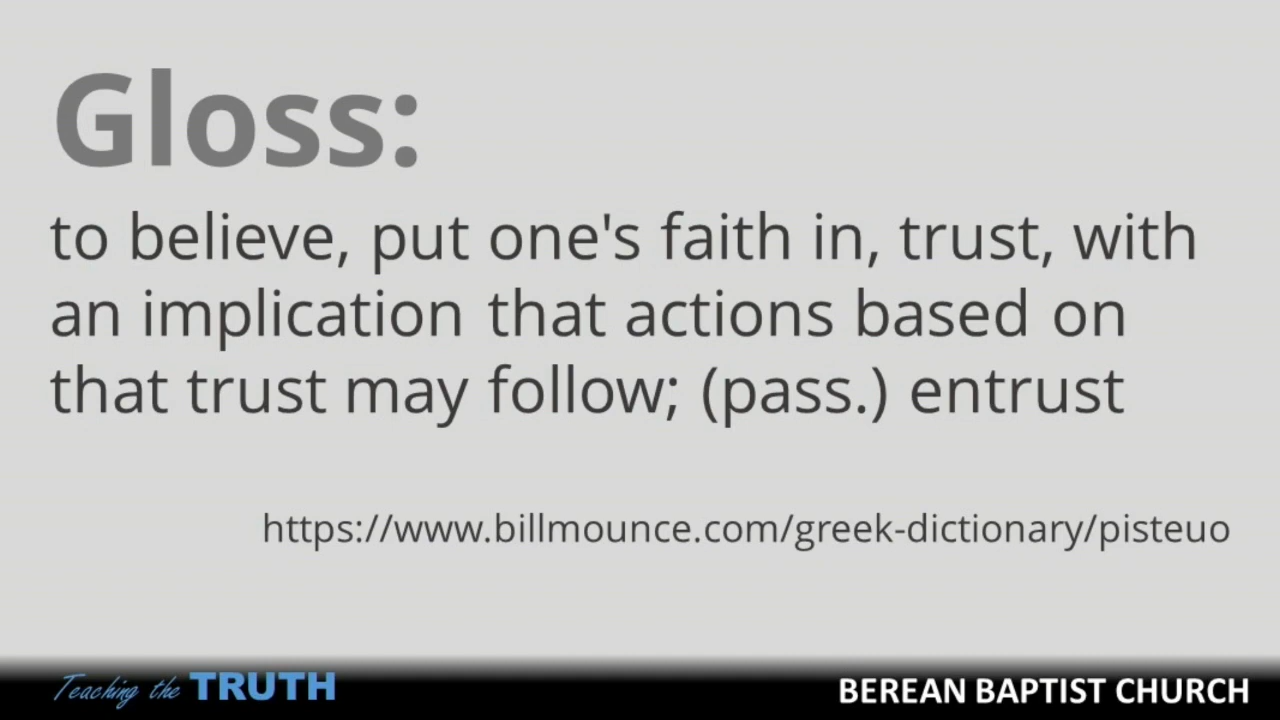 Gloss:
to believe, put one's faith in, trust, with
an implication that actions based on
that trust may follow; (pass.) entrust
https://www.billmounce.com/greek-dictionary/pisteuo
Teaching the TRUTH
BEREAN BAPTIST CHURCH